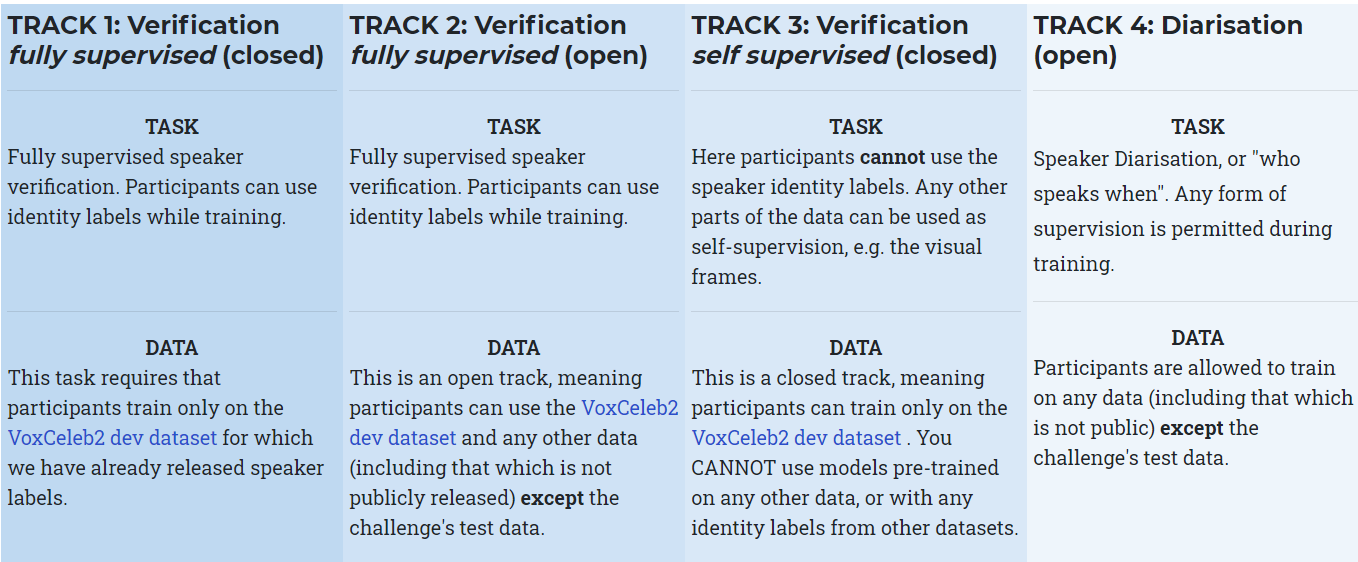 TRACK 1: Verification
fully supervised (closed)
TASK
Fully supervised speaker
verification. Participants can use
identity labels while training.
DATA
This task requires that
participants train only on the
VoxCeleb2 dev dataset for which
we have already released speaker
labels.
TRACK 2: Verification
fully supervised (open)
TASK
Fully supervised speaker
verification. Participants can use
identity labels while training.
DATA
This is an open track, meaning
participants can use the VoxCeleb2
dev dataset and any other data
(including that which is not
publicly released) except the
challenge's test data.
TRACK 3: Verification
self supervised (closed)
TASK
Here participants cannot use the
speaker identity labels. Any other
parts of the data can be used as
self-supervision, e.g. the visual
frames.
DATA
This is a closed track, meaning
participants can train only on the
VoxCeleb2 dev dataset . You
CANNOT use models pre-trained
on any other data, or with any
identity labels from other datasets.
TRACK 4: Diarisation
(open)
TASK
Speaker Diarisation, or "who
speaks when". Any form of
supervision is permitted during
training.
DATA
Participants are allowed to train
on any data (including that which
is not public) except the
challenge's test data.